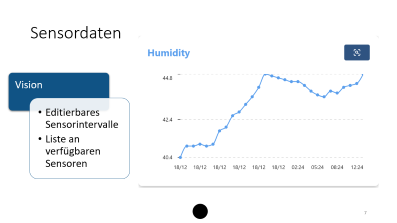 Sensordaten
Humidity
Vision
• Editierbares
Sensorintervalle
• Liste an
verfügbaren
Sensoren
44.8
42.4
40.4
18/12 18/12 18/12 18/12 18/12 18/12 02:24 05:24 08:24 12:24
7